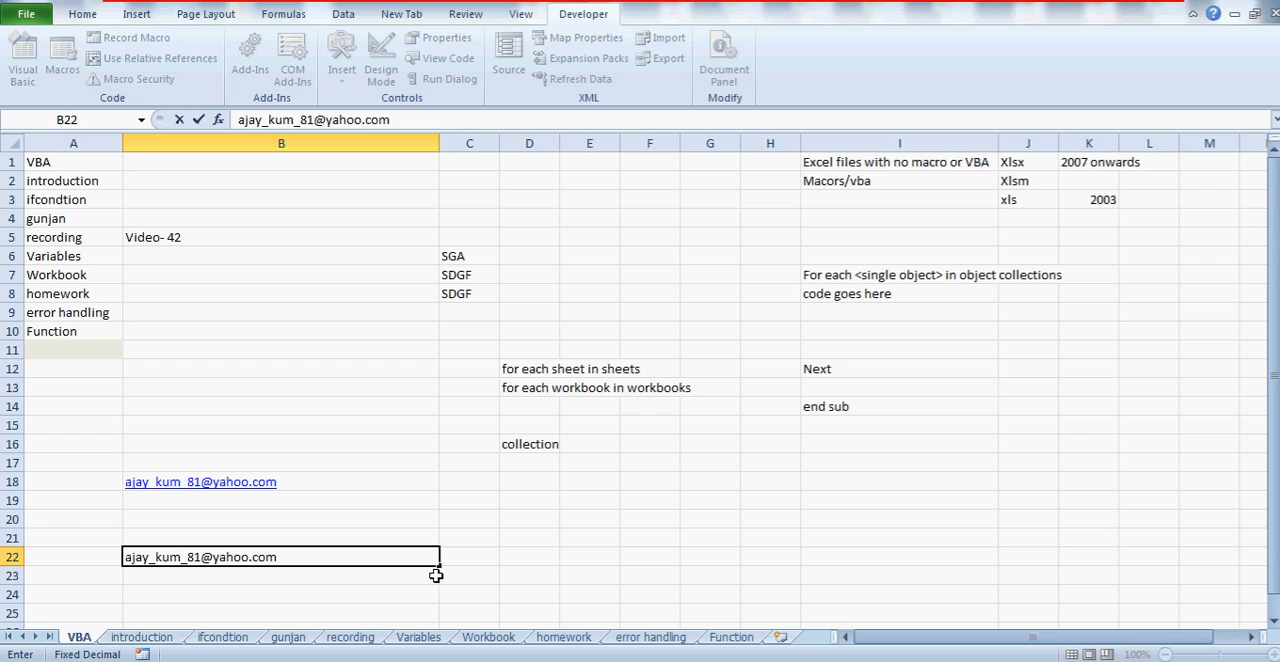 File Home Insert Page Layout Formulas Data New Tab Review View Developer
Visual Basic Macros Record Macro Use Relative References Macro Security Code
Add-Ins COM Add-Ins Add-Ins
Insert Design Mode Properties View Code Run Dialog Controls
Source Map Properties Expansion Packs Refresh Data Import Export XML
Document Panel Modify
B22 fx ajay_kum_81@yahoo.com
A B C D E F G H I J K L M
1 VBA Excel files with no macro or VBA Xlsx 2007 onwards
2 introduction Macors/vba Xlsm
3 ifcondtion xls 2003
4 gunjan
5 recording Video- 42
6 Variables SGA
7 Workbook SDGF For each <single object> in object collections
8 homework SDGF code goes here
9 error handling
10 Function
11
12 for each sheet in sheets Next
13 for each workbook in workbooks
14 end sub
15
16 collection
17
18 ajay_kum_81@yahoo.com
19
20
21
22 ajay_kum_81@yahoo.com
23
24
25
VBA introduction ifcondtion gunjan recording Variables Workbook homework error handling Function
Enter Fixed Decimal 100%